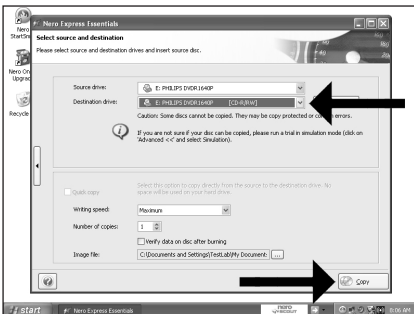 Nero
StartSm
Nero Express Essentials
Select source and destination
Please select source and destination drives and insert source disc.
Nero On
Upgrad
Recycle
Source drive:
E: PHILIPS DVDR1640P
Destination drive:
E: PHILIPS DVDR1640P [CD-R/RW]
Caution: Some discs cannot be copied. They may be copy protected or errors.
If you are not sure if your disc can be copied, please run a trial in simulation mode (click on
'Advanced <<' and select Simulation).
Quick copy
Select this option to copy directly from the source to the destination drive. No
space will be used on your hard drive.
Writing speed:
Maximum
Number of copies:
1
Verify data on disc after burning
Image file:
C:\Documents and Settings\TestLab\My Document:
...
Copy
start
Nero Express Essentials
nero
SCOUT
8:06 AM